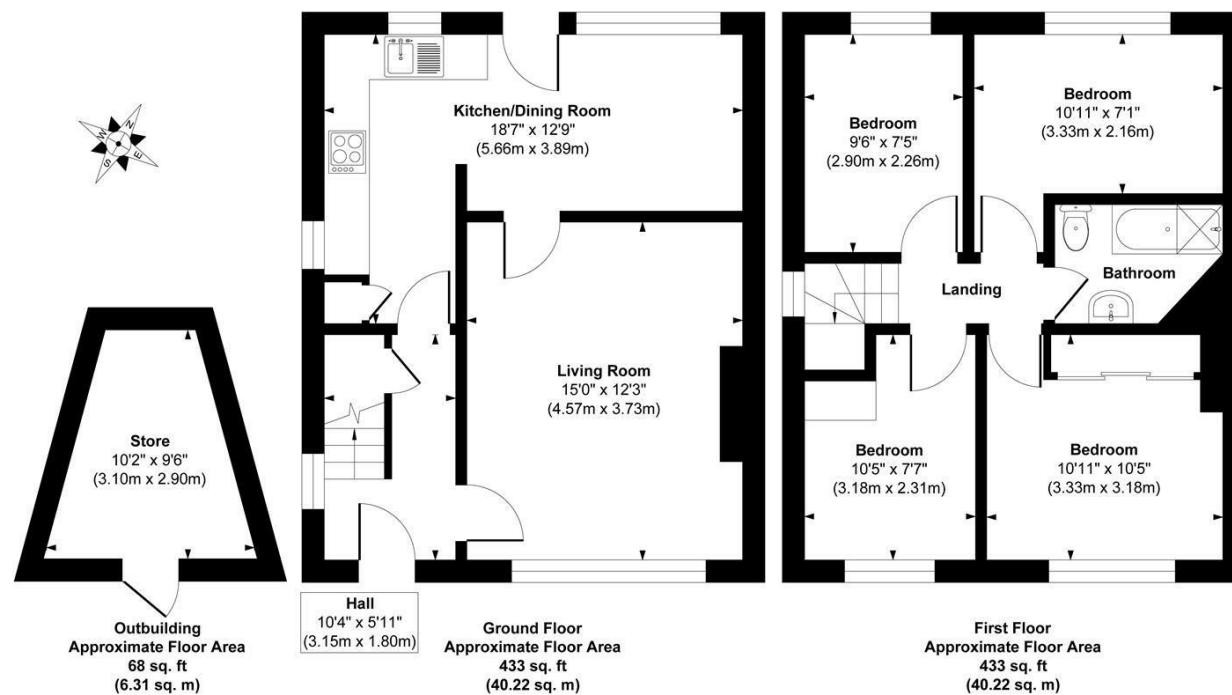 N
W
E
S
Store
10'2" x 9'6"
(3.10m x 2.90m)
Outbuilding
Approximate Floor Area
68 sq. ft
(6.31 sq. m)
Kitchen/Dining Room
18'7" x 12'9"
(5.66m x 3.89m)
Living Room
15'0" x 12'3"
(4.57m x 3.73m)
Hall
10'4" x 5'11"
(3.15m x 1.80m)
Ground Floor
Approximate Floor Area
433 sq. ft
(40.22 sq. m)
Bedroom
9'6" x 7'5"
(2.90m x 2.26m)
Bedroom
10'11" x 7'1"
(3.33m x 2.16m)
Bathroom
Landing
Bedroom
10'5" x 7'7"
(3.18m x 2.31m)
Bedroom
10'11" x 10'5"
(3.33m x 3.18m)
First Floor
Approximate Floor Area
433 sq. ft
(40.22 sq. m)